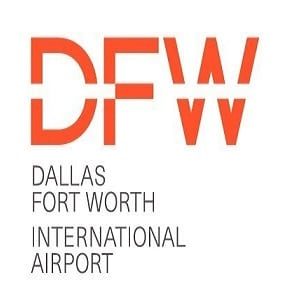 DFW
DALLAS
FORT WORTH
INTERNATIONAL
AIRPORT